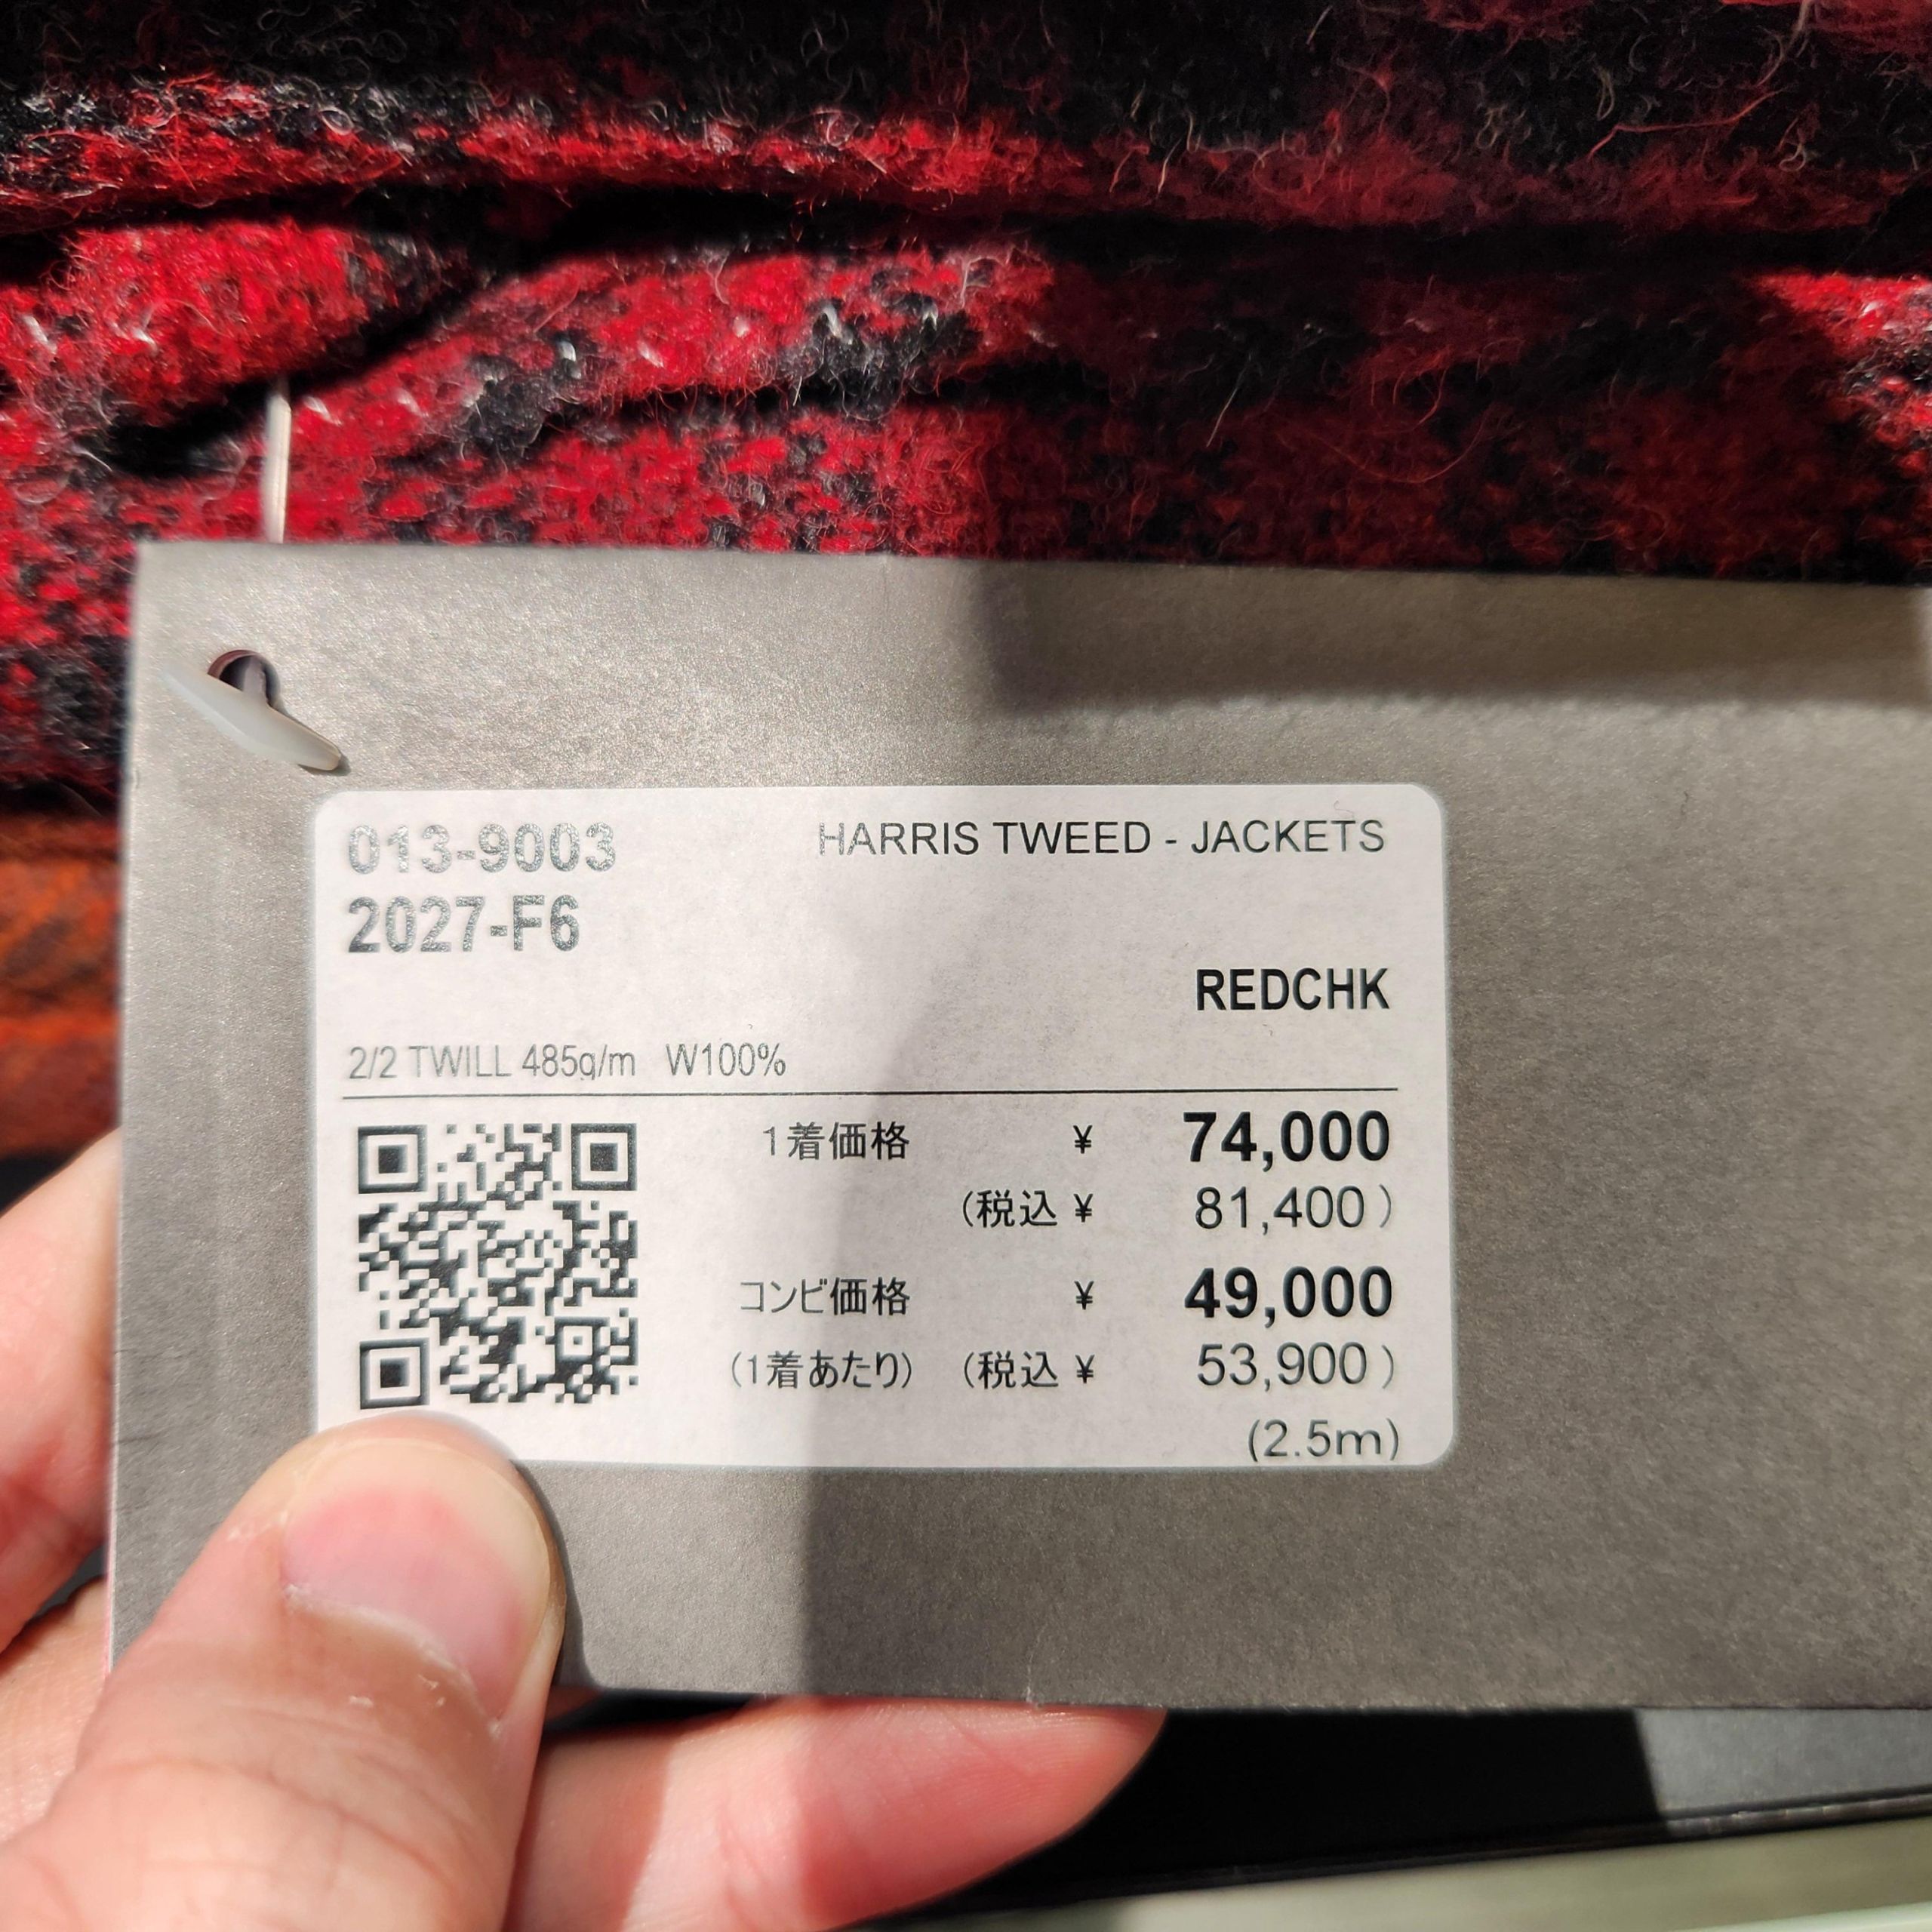 013-9003
HARRIS TWEED - JACKETS
2027-F6
REDCHK
2/2 TWILL 485g/m W100%
1着価格 ¥ 74,000
(税込 ¥ 81,400 )
コンビ価格 ¥ 49,000
(1着あたり) (税込 ¥ 53,900 )
(2.5m)